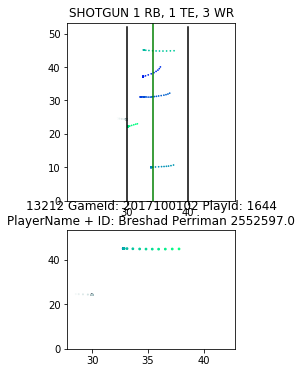 SHOTGUN 1 RB, 1 TE, 3 WR
50
40
30
20
10
0
30 40
13212 GameId: 2017100102 PlayId: 1644
PlayerName + ID: Breshad Perriman 2552597.0
40
20
0
30 35 40